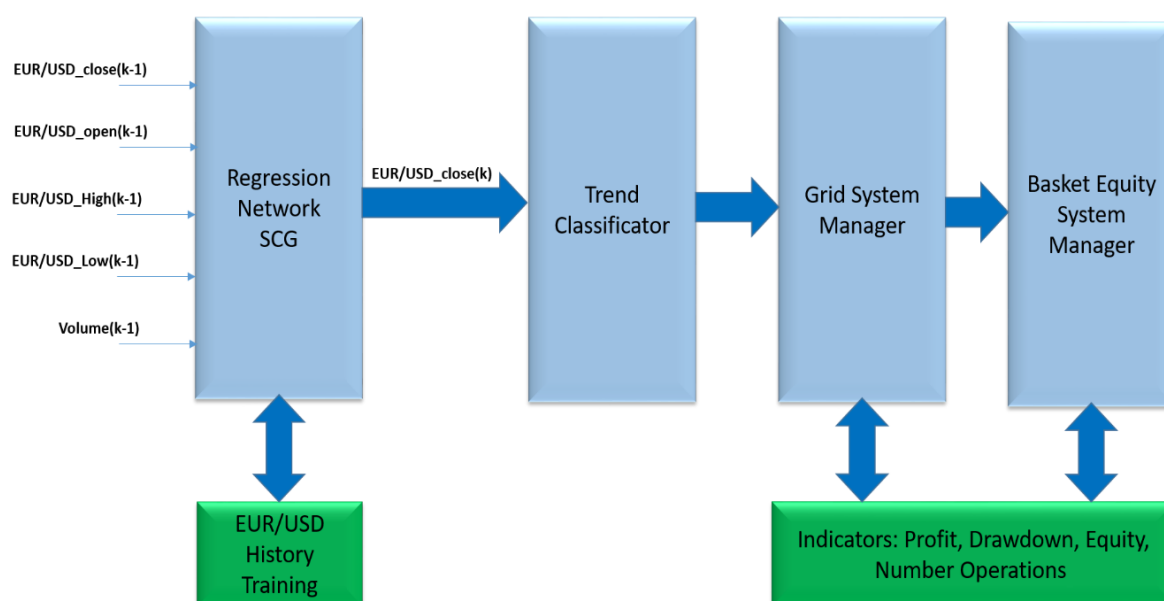 EUR/USD_close(k-1)
EUR/USD_open(k-1)
EUR/USD_High(k-1)
EUR/USD_Low(k-1)
Volume(k-1)
Regression
Network
SCG
EUR/USD_close(k)
Trend
Classificator
Grid System
Manager
Basket Equity
System
Manager
EUR/USD
History
Training
Indicators: Profit, Drawdown, Equity,
Number Operations